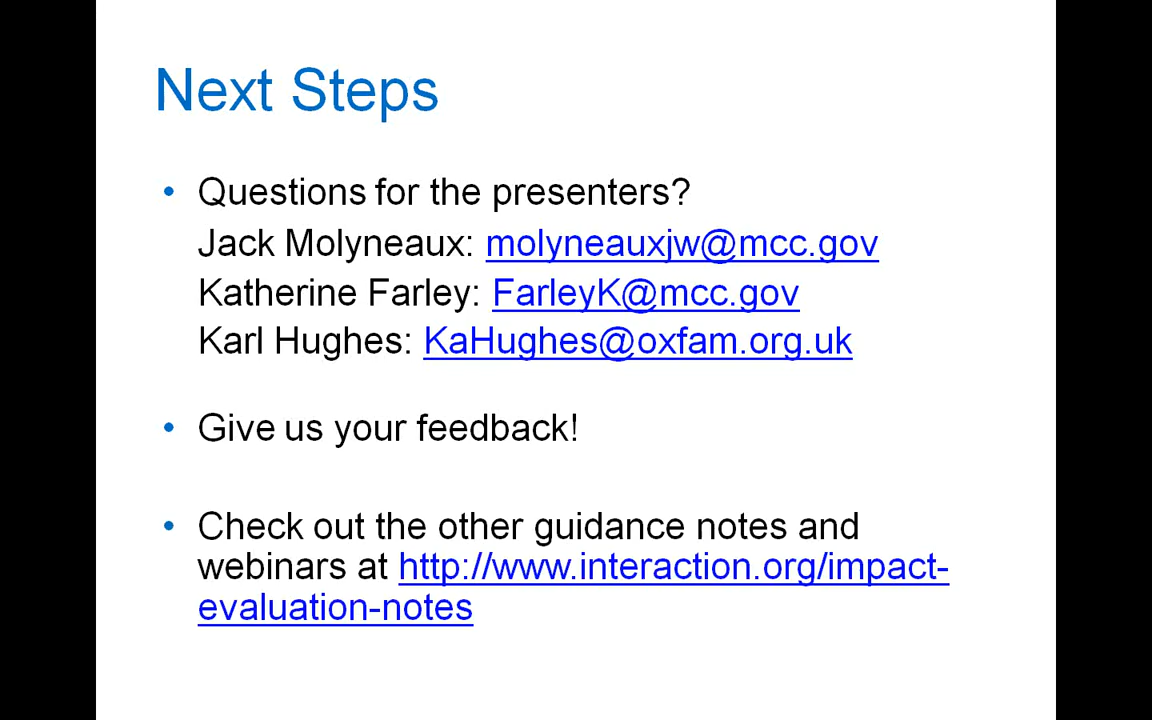 Next Steps
• Questions for the presenters?
Jack Molyneaux: molyneauxjw@mcc.gov
Katherine Farley: FarleyK@mcc.gov
Karl Hughes: KaHughes@oxfam.org.uk
• Give us your feedback!
• Check out the other guidance notes and
webinars at http://www.interaction.org/impact-
evaluation-notes